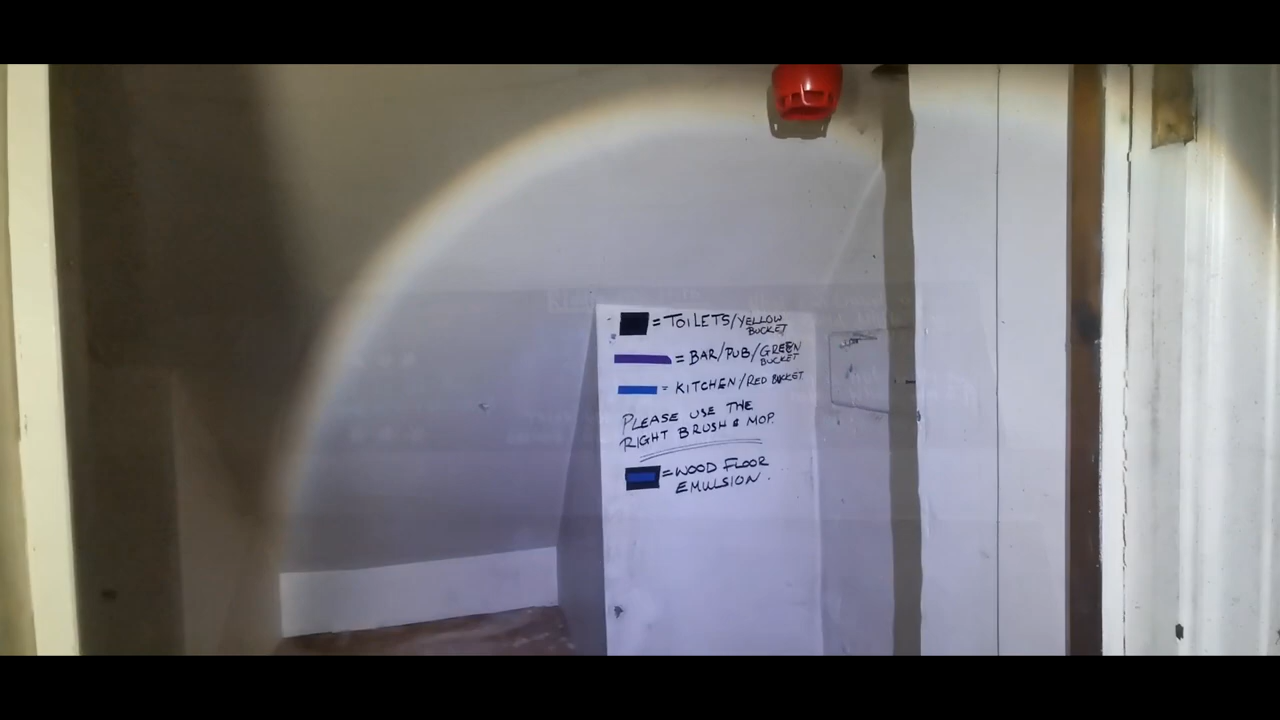 = TOILETS/YELLOW
BUCKET
= BAR/PUB/GREEN
BUCKET
= KITCHEN/RED BUCKET
PLEASE USE THE
RIGHT BRUSH & MOP.
= WOOD FLOOR
EMULSION.